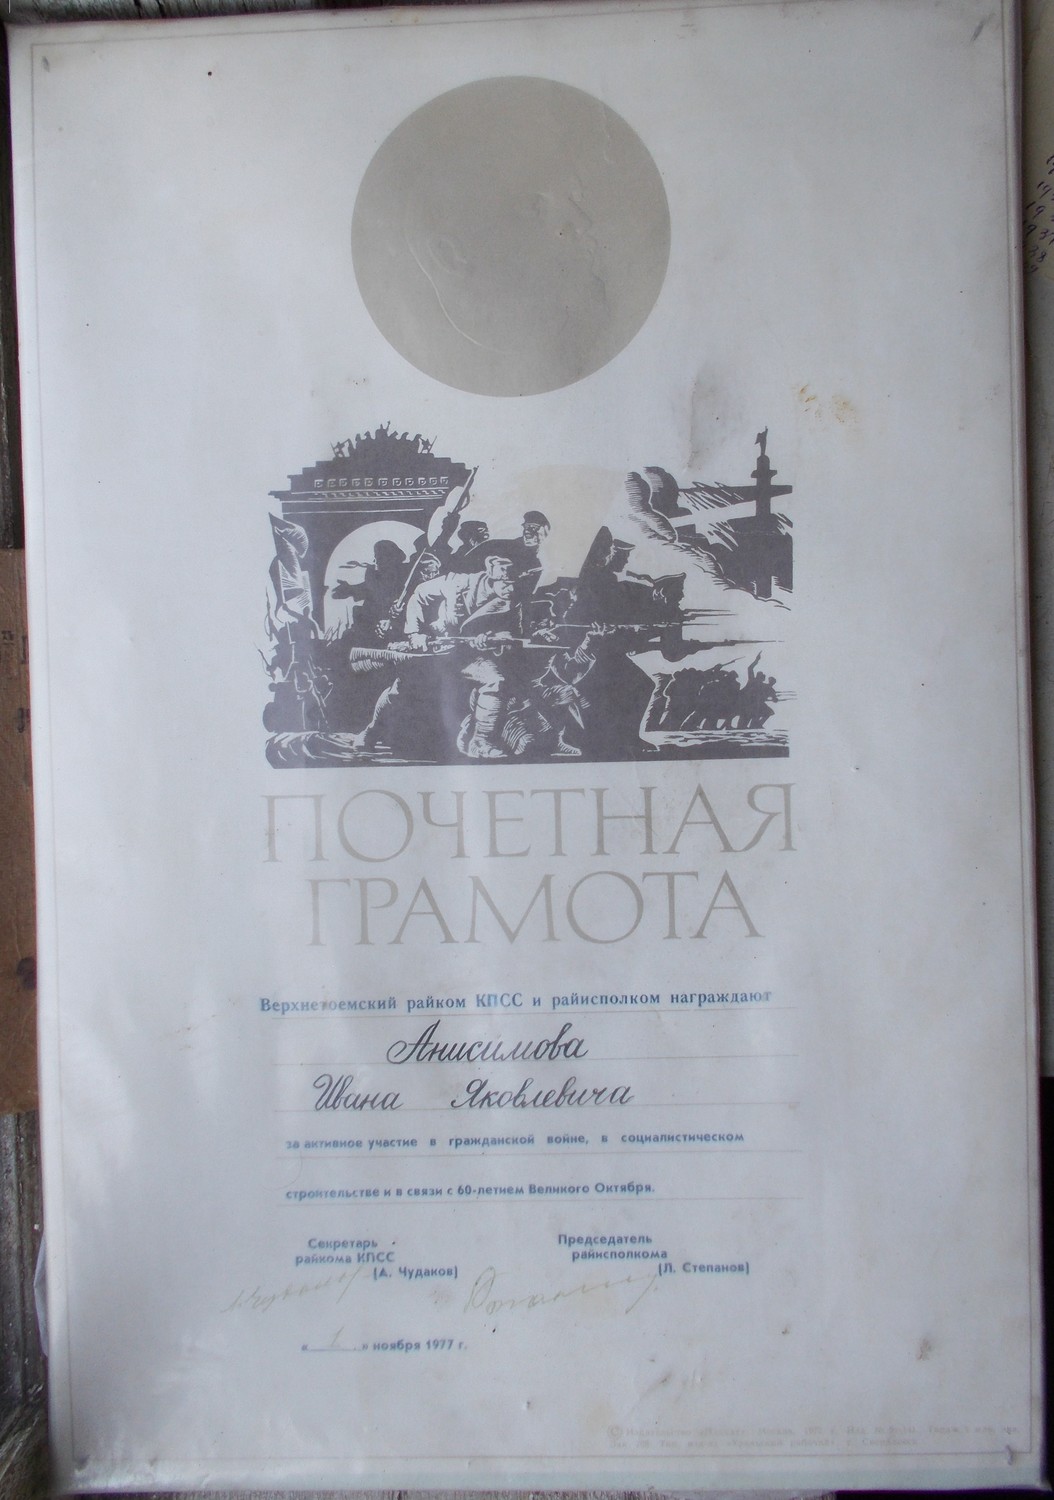 ПОЧЕТНАЯ
ГРАМОТА
Верхнетоемский райком КПСС и райисполком награждают
Анисимова
Ивана Яковлевича
за активное участие в гражданской войне, в социалистическом
строительстве и в связи с 60-летием Великого Октября.
Секретарь
райкома КПСС
(А. Чудаков)
Председатель
райисполкома
(Л. Степанов)
« 1 » ноября 1977 г.